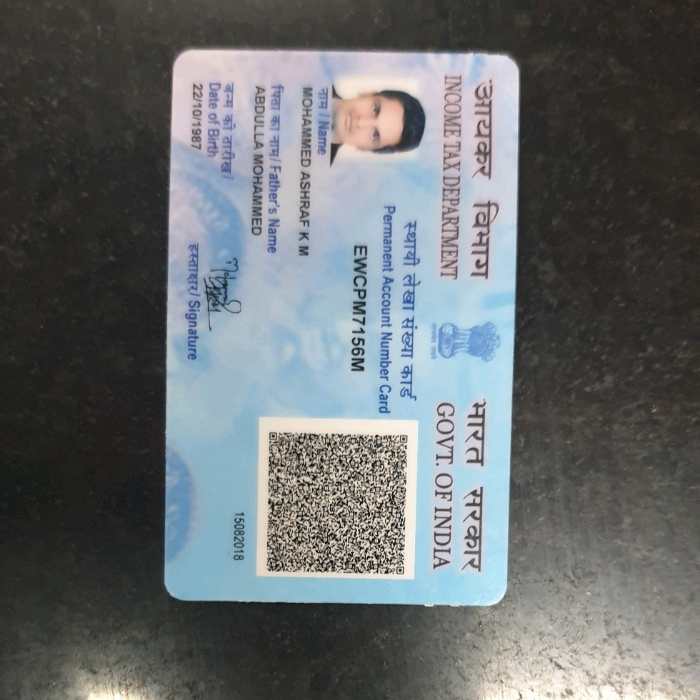 आयकर विभाग
INCOME TAX DEPARTMENT
भारत सरकार
GOVT. OF INDIA
स्थायी लेखा संख्या कार्ड
Permanent Account Number Card
EWCPM7156M
नाम / Name
MOHAMMED ASHRAF K M
पिता का नाम / Father's Name
ABDULLA MOHAMMED
जन्म की तारीख /
Date of Birth
22/10/1987
हस्ताक्षर / Signature
15082018